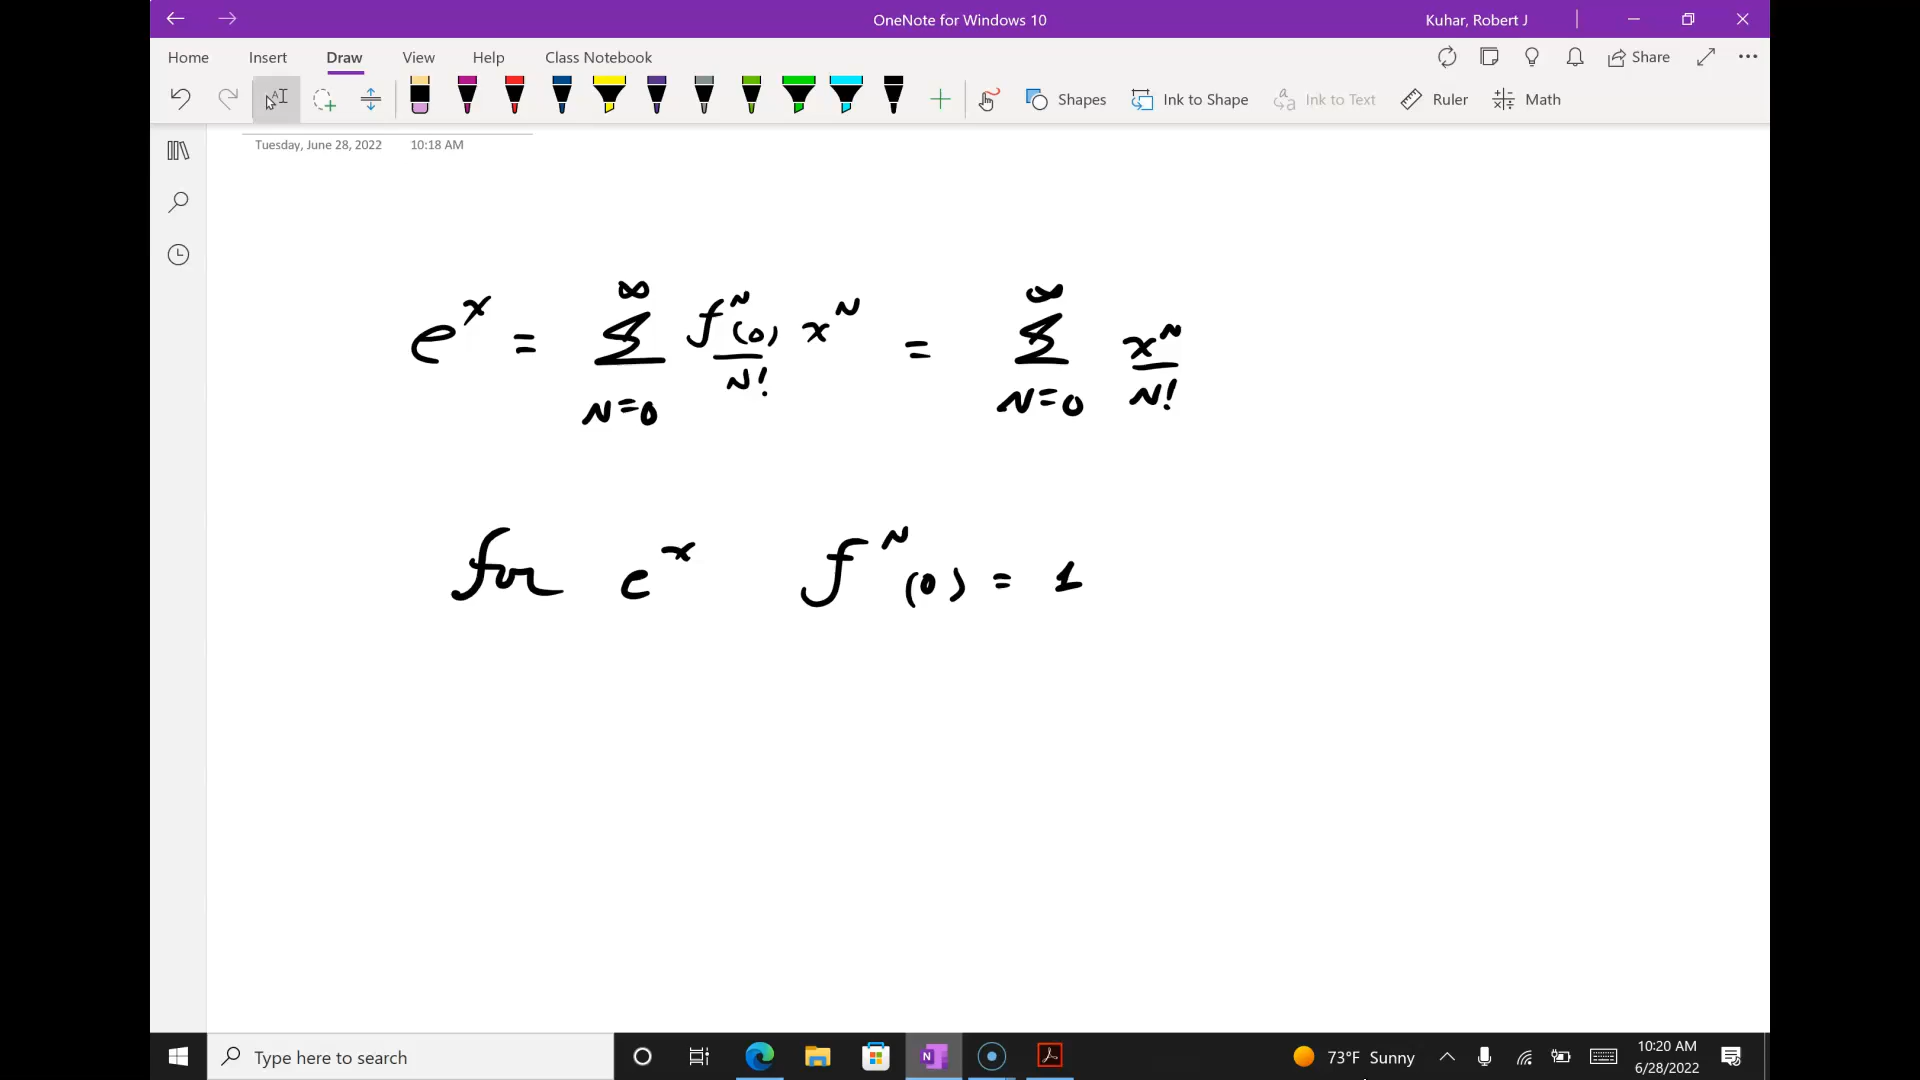 OneNote for Windows 10
Kuhar, Robert J
Home Insert Draw View Help Class Notebook Share
Shapes Ink to Shape Ink to Text Ruler Math
Tuesday, June 28, 2022 10:18 AM
e^x = ∞Σ_{N=0} f^N(0)/N! x^N = ∞Σ_{N=0} x^N/N!
for e^x f^N(0) = 1
Type here to search
73°F Sunny
10:20 AM
6/28/2022